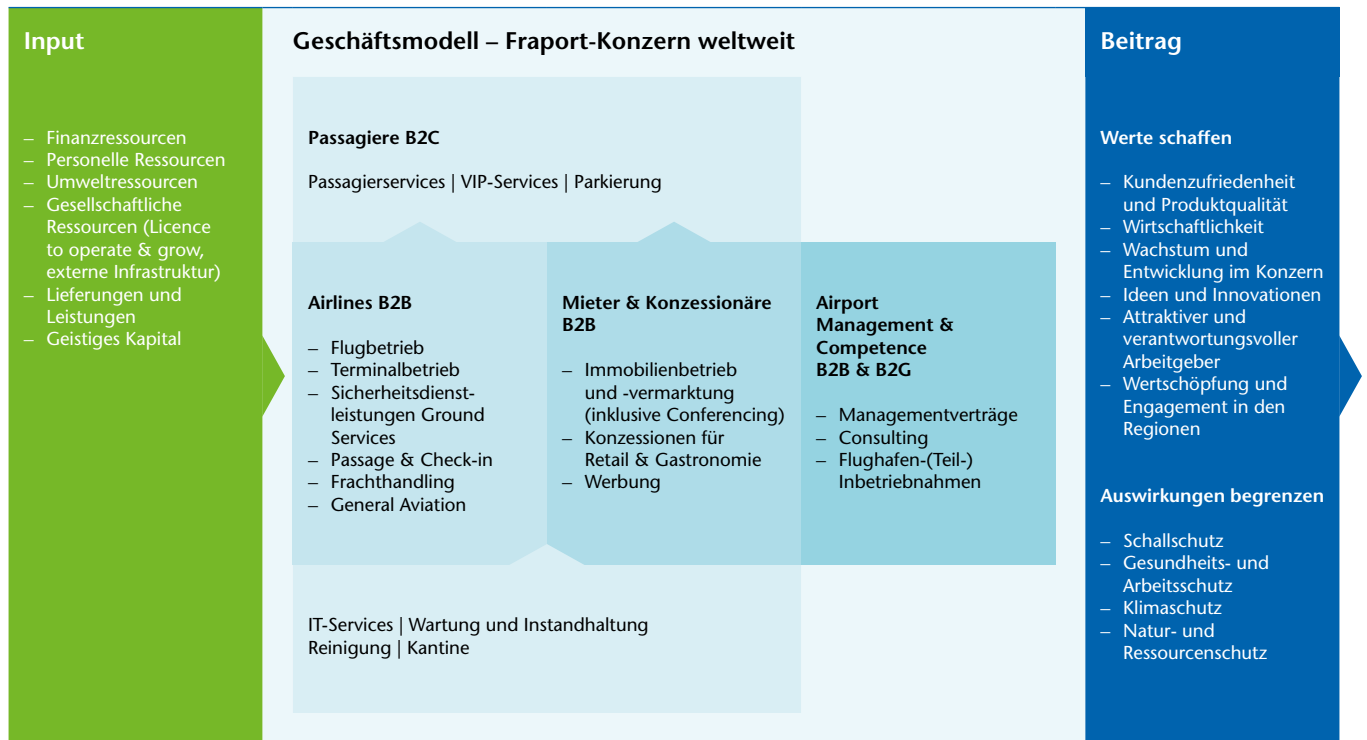 Input
– Finanzressourcen
– Personelle Ressourcen
– Umweltressourcen
– Gesellschaftliche
Ressourcen (Licence
to operate & grow,
externe Infrastruktur)
– Lieferungen und
Leistungen
– Geistiges Kapital
Geschäftsmodell – Fraport-Konzern weltweit
Passagiere B2C
Passagierservices | VIP-Services | Parkierung
Airlines B2B
– Flugbetrieb
– Terminalbetrieb
– Sicherheitsdienst-
leistungen Ground
Services
– Passage & Check-in
– Frachthandling
– General Aviation
Mieter & Konzessionäre
B2B
– Immobilienbetrieb
und -vermarktung
(inklusive Conferencing)
– Konzessionen für
Retail & Gastronomie
– Werbung
Airport
Management &
Competence
B2B & B2G
– Managementverträge
– Consulting
– Flughafen-(Teil-)
Inbetriebnahmen
IT-Services | Wartung und Instandhaltung
Reinigung | Kantine
Beitrag
Werte schaffen
– Kundenzufriedenheit
und Produktqualität
– Wirtschaftlichkeit
– Wachstum und
Entwicklung im Konzern
– Ideen und Innovationen
– Attraktiver und
verantwortungsvoller
Arbeitgeber
– Wertschöpfung und
Engagement in den
Regionen
Auswirkungen begrenzen
– Schallschutz
– Gesundheits- und
Arbeitsschutz
– Klimaschutz
– Natur- und
Ressourcenschutz